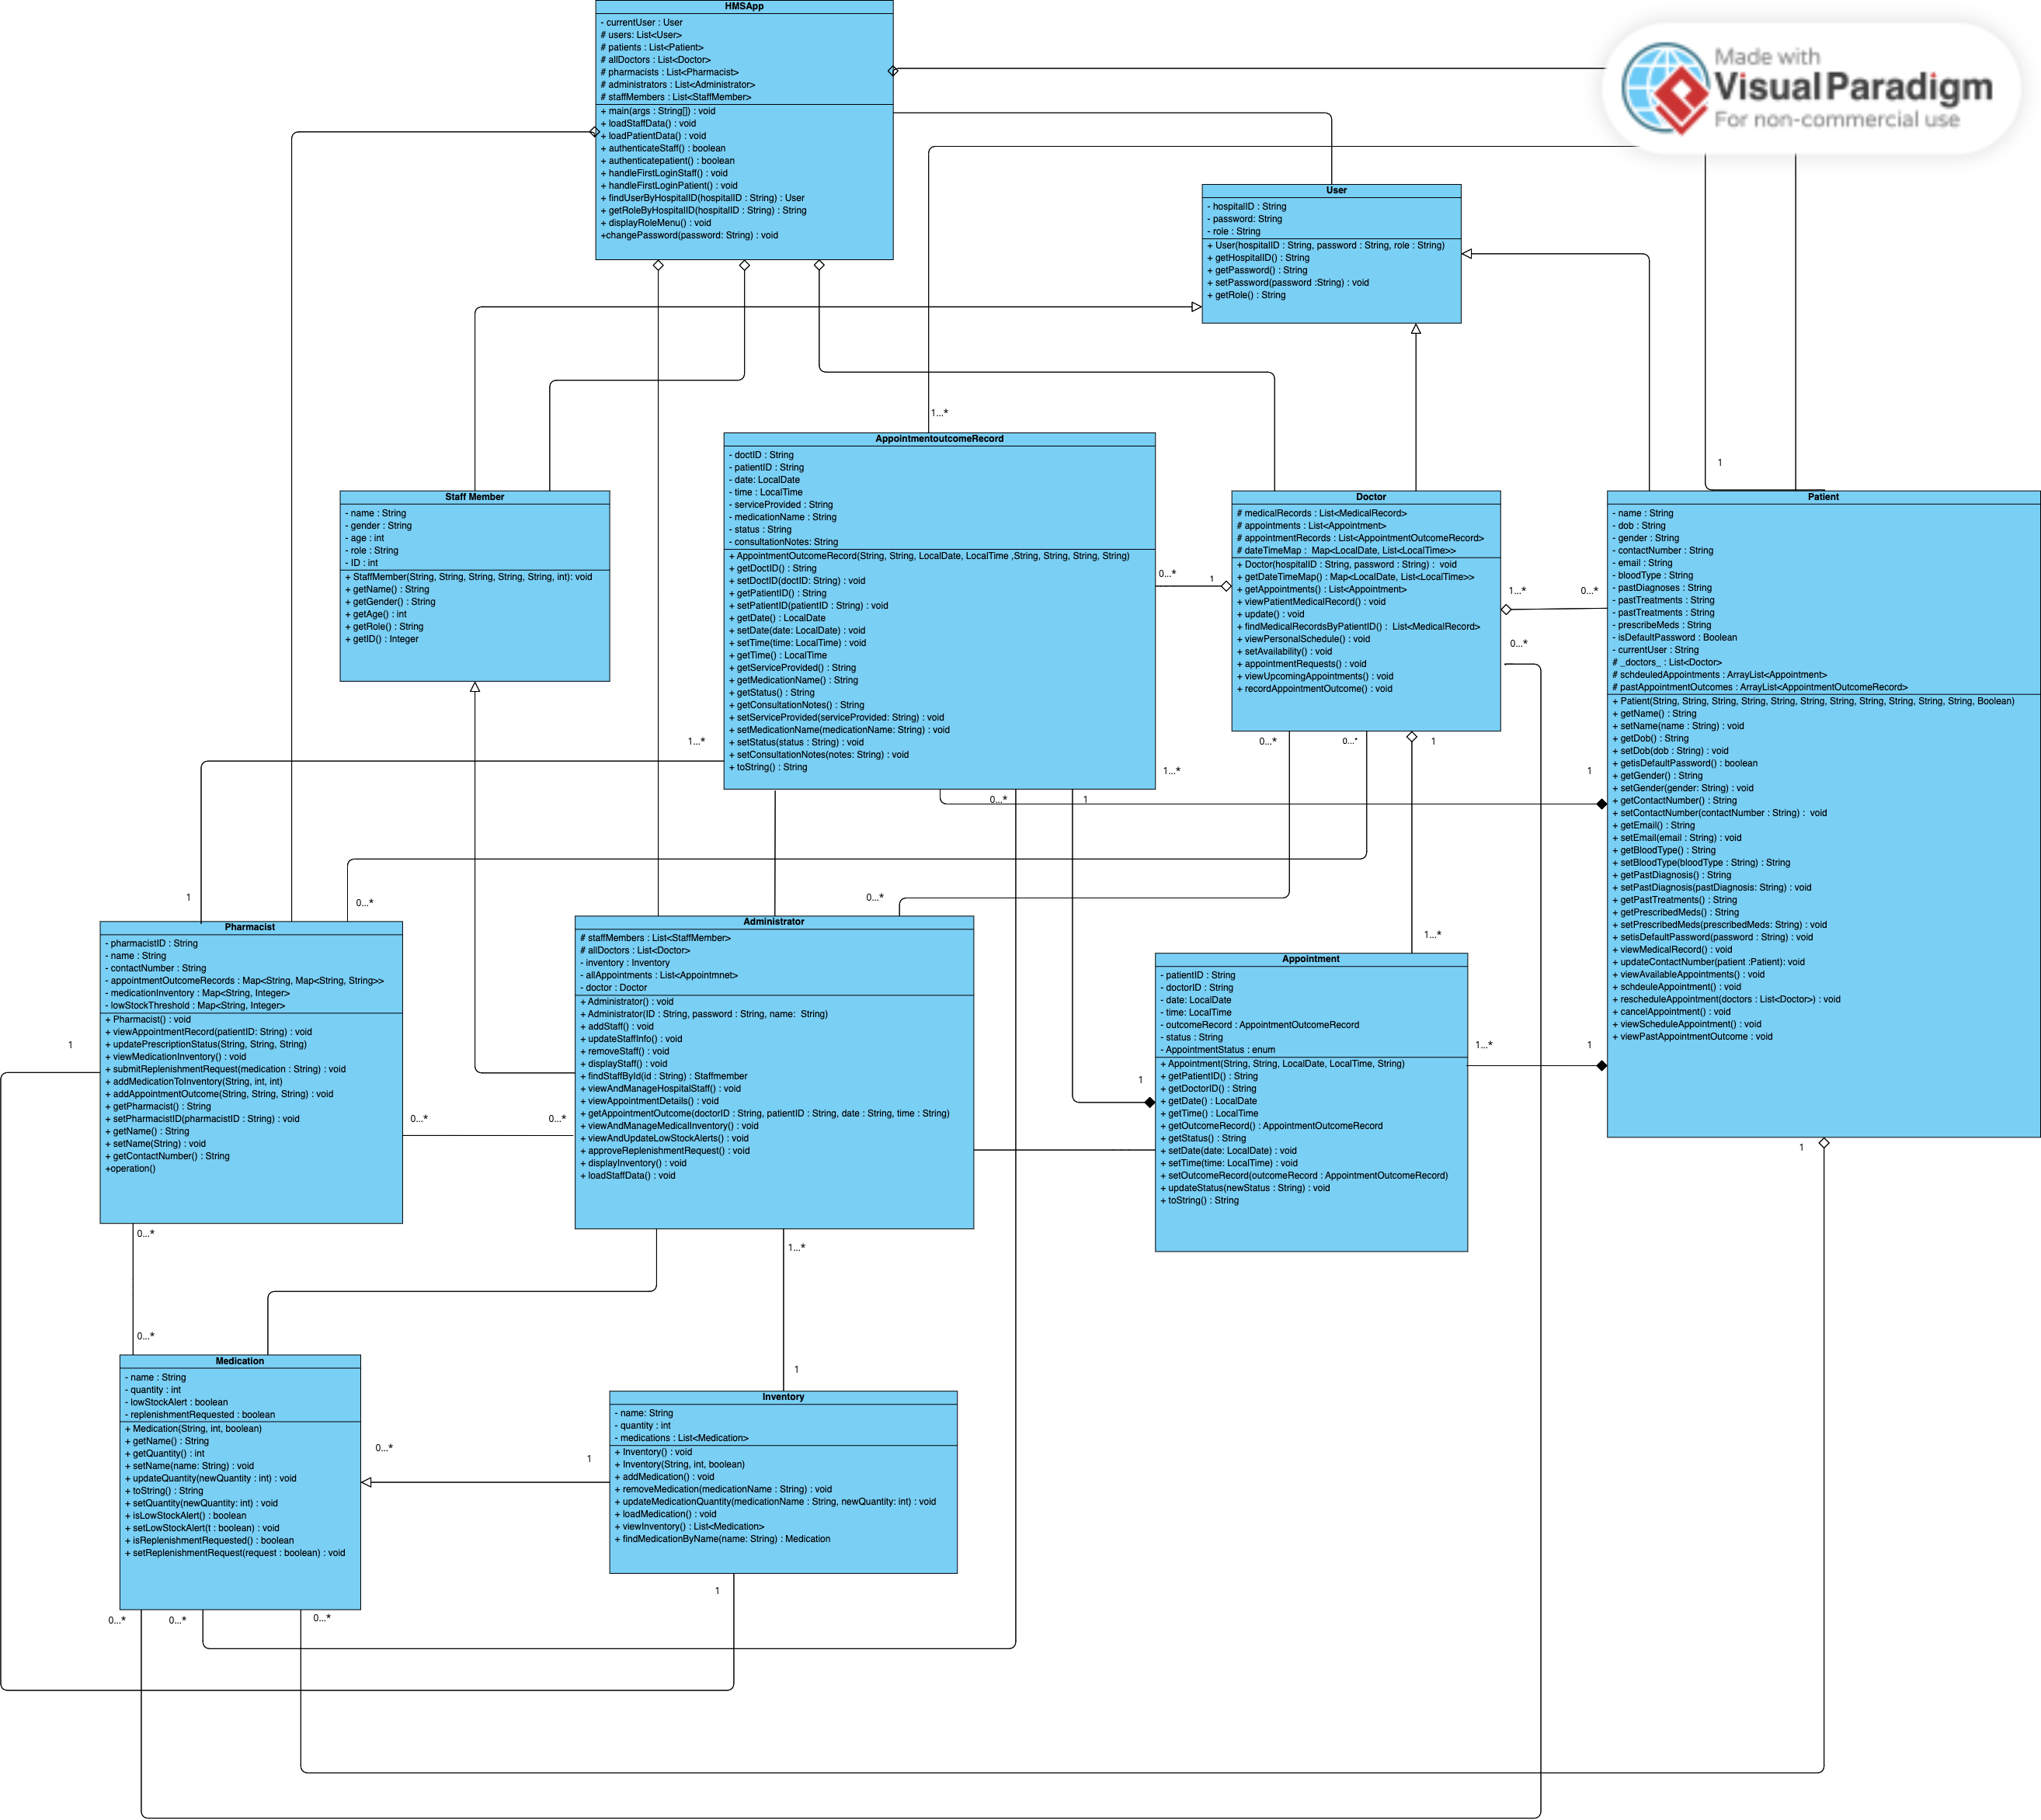 HMSApp
- currentUser : User
# users: List<User>
# patients : List<Patient>
# allDoctors : List<Doctor>
# pharmacists : List<Pharmacist>
# administrators : List<Administrator>
# staffMembers : List<StaffMember>
+ main(args : String[]) : void
+ loadStaffData() : void
+ loadPatientData() : void
+ authenticateStaff() : boolean
+ authenticatepatient() : boolean
+ handleFirstLoginStaff() : void
+ handleFirstLoginPatient() : void
+ findUserByHospitalID(hospitalID : String) : User
+ getRoleByHospitalID(hospitalID : String) : String
+ displayRoleMenu() : void
+changePassword(password: String) : void
Made with
Visual Paradigm
For non-commercial use
User
- hospitalID : String
- password: String
- role : String
+ User(hospitalID : String, password : String, role : String)
+ getHospitalID() : String
+ getPassword() : String
+ setPassword(password :String) : void
+ getRole() : String
1...*
1
Staff Member
- name : String
- gender : String
- age : int
- role : String
- ID : int
+ StaffMember(String, String, String, String, String, int): void
+ getName() : String
+ getGender() : String
+ getAge() : int
+ getRole() : String
+ getID() : Integer
AppointmentoutcomeRecord
- doctID : String
- patientID : String
- date: LocalDate
- time : LocalTime
- serviceProvided : String
- medicationName : String
- status : String
- consultationNotes: String
+ AppointmentOutcomeRecord(String, String, LocalDate, LocalTime ,String, String, String, String)
+ getDoctID() : String
+ setDoctID(doctID: String) : void
+ getPatientID() : String
+ setPatientID(patientID : String) : void
+ getDate() : LocalDate
+ setDate(date: LocalDate) : void
+ setTime(time: LocalTime) : void
+ getTime() : LocalTime
+ getServiceProvided() : String
+ getMedicationName() : String
+ getStatus() : String
+ getConsultationNotes() : String
+ setServiceProvided(serviceProvided: String) : void
+ setMedicationName(medicationName: String) : void
+ setStatus(status : String) : void
+ setConsultationNotes(notes: String) : void
+ toString() : String
0...*
1
Doctor
# medicalRecords : List<MedicalRecord>
# appointments : List<Appointment>
# appointmentRecords : List<AppointmentOutcomeRecord>
# dateTimeMap : Map<LocalDate, List<LocalTime>>
+ Doctor(hospitalID : String, password : String) : void
+ getDateTimeMap() : Map<LocalDate, List<LocalTime>>
+ getAppointments() : List<Appointment>
+ viewPatientMedicalRecord() : void
+ update() : void
+ findMedicalRecordsByPatientID() : List<MedicalRecord>
+ viewPersonalSchedule() : void
+ setAvailability() : void
+ appointmentRequests() : void
+ viewUpcomingAppointments() : void
+ recordAppointmentOutcome() : void
1...*
0...*
0...*
Patient
- name : String
- dob : String
- gender : String
- contactNumber : String
- email : String
- bloodType : String
- pastDiagnoses : String
- pastTreatments : String
- pastTreatments : String
- prescribeMeds : String
- isDefaultPassword : Boolean
- currentUser : String
# _doctors_ : List<Doctor>
# schdeuledAppointments : ArrayList<Appointment>
# pastAppointmentOutcomes : ArrayList<AppointmentOutcomeRecord>
+ Patient(String, String, String, String, String, String, String, String, String, String, String, Boolean)
+ getName() : String
+ setName(name : String) : void
+ getDob() : String
+ setDob(dob : String) : void
+ getisDefaultPassword() : boolean
+ getGender() : String
+ setGender(gender: String) : void
+ getContactNumber() : String
+ setContactNumber(contactNumber : String) : void
+ getEmail() : String
+ setEmail(email : String) : void
+ getBloodType() : String
+ setBloodType(bloodType : String) : String
+ getPastDiagnosis() : String
+ setPastDiagnosis(pastDiagnosis: String) : void
+ getPastTreatments() : String
+ getPrescribedMeds() : String
+ setPrescribedMeds(prescribedMeds: String) : void
+ setisDefaultPassword(password : String) : void
+ viewMedicalRecord() : void
+ updateContactNumber(patient :Patient): void
+ viewAvailableAppointments() : void
+ schdeuleAppointment() : void
+ rescheduleAppointment(doctors : List<Doctor>) : void
+ cancelAppointment() : void
+ viewScheduleAppointment() : void
+ viewPastAppointmentOutcome : void
1...*
0...*
0...*
1
1...*
1
0...*
1
1
0...*
0...*
1...*
Pharmacist
- pharmacistID : String
- name : String
- contactNumber : String
- appointmentOutcomeRecords : Map<String, Map<String, String>>
- medicationInventory : Map<String, Integer>
- lowStockThreshold : Map<String, Integer>
+ Pharmacist() : void
+ viewAppointmentRecord(patientID: String) : void
+ updatePrescriptionStatus(String, String, String)
+ viewMedicationInventory() : void
+ submitReplenishmentRequest(medication : String) : void
+ addMedicationToInventory(String, int, int)
+ addAppointmentOutcome(String, String, String) : void
+ getPharmacist() : String
+ setPharmacistID(pharmacistID : String) : void
+ getName() : String
+ setName(String) : void
+ getContactNumber() : String
+operation()
1
0...*
0...*
Administrator
# staffMembers : List<StaffMember>
# allDoctors : List<Doctor>
- inventory : Inventory
- allAppointments : List<Appointmnet>
- doctor : Doctor
+ Administrator() : void
+ Administrator(ID : String, password : String, name: String)
+ addStaff() : void
+ updateStaffInfo() : void
+ removeStaff() : void
+ displayStaff() : void
+ findStaffById(id : String) : Staffmember
+ viewAndManageHospitalStaff() : void
+ viewAppointmentDetails() : void
+ getAppointmentOutcome(doctorID : String, patientID : String, date : String, time : String)
+ viewAndManageMedicalInventory() : void
+ viewAndUpdateLowStockAlerts() : void
+ approveReplenishmentRequest() : void
+ displayInventory() : void
+ loadStaffData() : void
Appointment
- patientID : String
- doctorID : String
- date: LocalDate
- time: LocalTime
- outcomeRecord : AppointmentOutcomeRecord
- status : String
- AppointmentStatus : enum
+ Appointment(String, String, LocalDate, LocalTime, String)
+ getPatientID() : String
+ getDoctorID() : String
+ getDate() : LocalDate
+ getTime() : LocalTime
+ getOutcomeRecord() : AppointmentOutcomeRecord
+ getStatus() : String
+ setDate(date: LocalDate) : void
+ setTime(time: LocalTime) : void
+ setOutcomeRecord(outcomeRecord : AppointmentOutcomeRecord)
+ updateStatus(newStatus : String) : void
+ toString() : String
1
1...*
1
1
0...*
1...*
0...*
1
Medication
- name : String
- quantity : int
- lowStockAlert : boolean
- replenishmentRequested : boolean
+ Medication(String, int, boolean)
+ getName() : String
+ getQuantity() : int
+ setName(name: String) : void
+ updateQuantity(newQuantity : int) : void
+ toString() : String
+ setQuantity(newQuantity: int) : void
+ isLowStockAlert() : boolean
+ setLowStockAlert(t : boolean) : void
+ isReplenishmentRequested() : boolean
+ setReplenishmentRequest(request : boolean) : void
0...*
1
Inventory
- name: String
- quantity : int
- medications : List<Medication>
+ Inventory() : void
+ Inventory(String, int, boolean)
+ addMedication() : void
+ removeMedication(medicationName : String) : void
+ updateMedicationQuantity(medicationName : String, newQuantity: int) : void
+ loadMedication() : void
+ viewInventory() : List<Medication>
+ findMedicationByName(name: String) : Medication
1
0...*
0...*
0...*